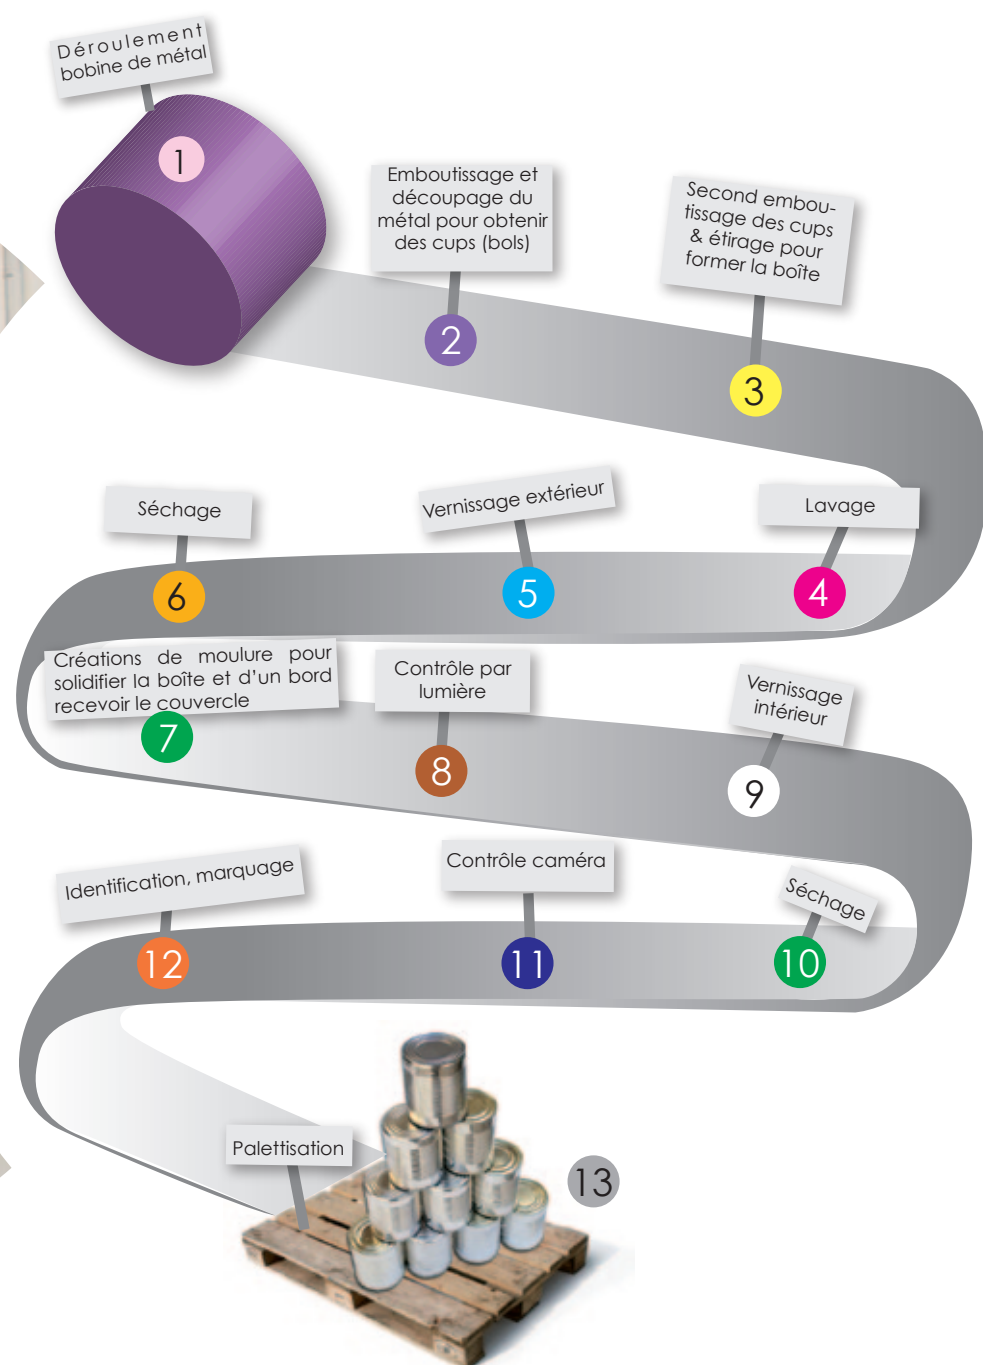 Déroulement
bobine de métal
1
Emboutissage et
découpage du
métal pour obtenir
des cups (bols)
2
Second embou-
tissage des cups
& étirage pour
former la boîte
3
Lavage
4
Vernissage extérieur
5
Séchage
6
Créations de moulure pour
solidifier la boîte et d'un bord
recevoir le couvercle
7
Contrôle par
lumière
8
Vernissage
intérieur
9
Séchage
10
Contrôle caméra
11
Identification, marquage
12
Palettisation
13